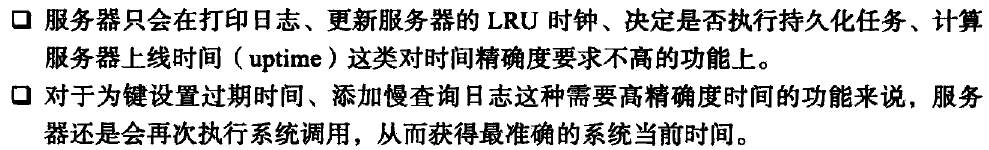 ❑ 服务器只会在打印日志、更新服务器的 LRU 时钟、决定是否执行持久化任务、计算
服务器上线时间（uptime）这类对时间精确度要求不高的功能上。
❑ 对于为键设置过期时间、添加慢查询日志这种需要高精确度时间的功能来说，服务
器还是会再次执行系统调用，从而获得最准确的系统当前时间。